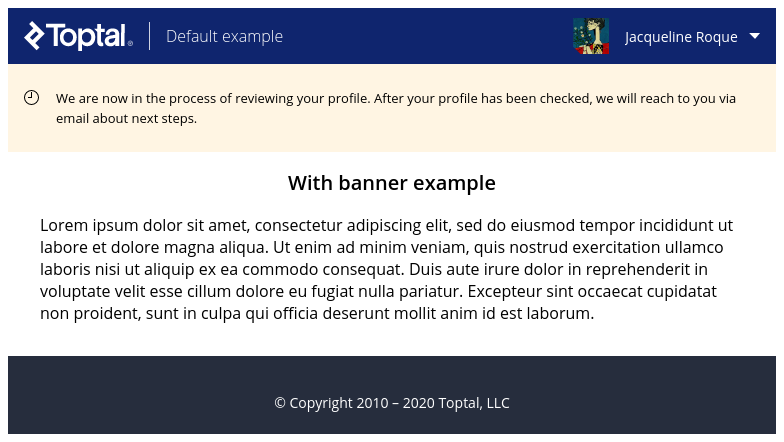 Toptal® Default example Jacqueline Roque
We are now in the process of reviewing your profile. After your profile has been checked, we will reach to you via
email about next steps.
With banner example
Lorem ipsum dolor sit amet, consectetur adipiscing elit, sed do eiusmod tempor incididunt ut
labore et dolore magna aliqua. Ut enim ad minim veniam, quis nostrud exercitation ullamco
laboris nisi ut aliquip ex ea commodo consequat. Duis aute irure dolor in reprehenderit in
voluptate velit esse cillum dolore eu fugiat nulla pariatur. Excepteur sint occaecat cupidatat
non proident, sunt in culpa qui officia deserunt mollit anim id est laborum.
© Copyright 2010 – 2020 Toptal, LLC